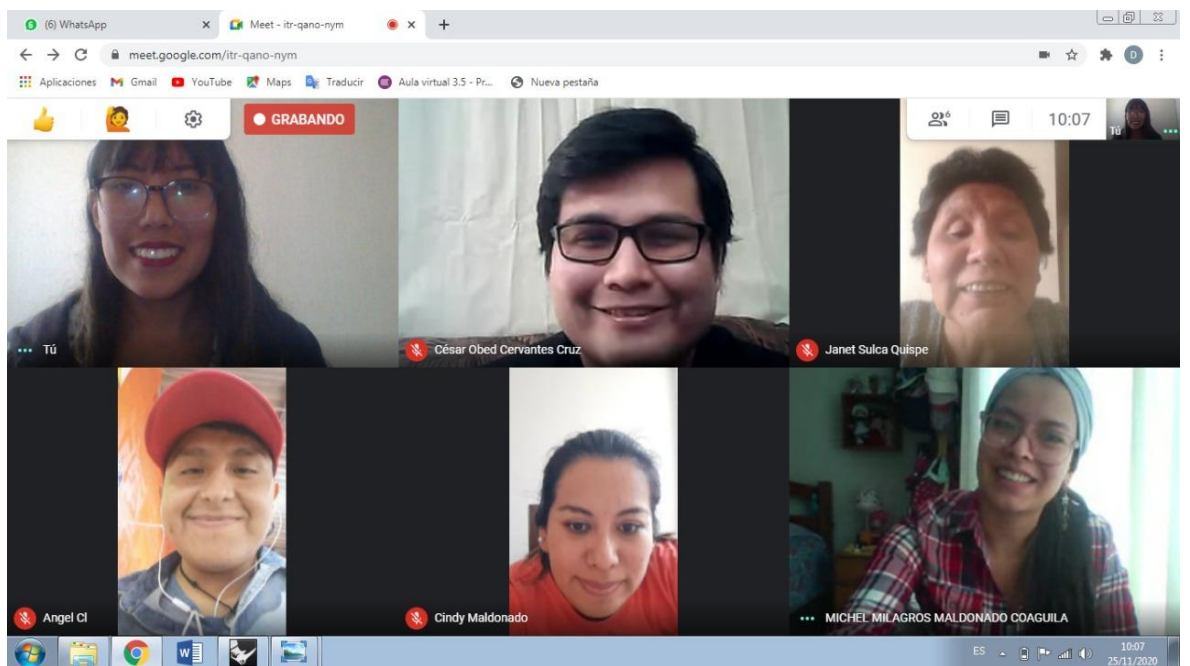 (6) WhatsApp
Meet - itr-qano-nym
meet.google.com/itr-qano-nym
D
Aplicaciones
Gmail
YouTube
Maps
Traducir
Aula virtual 3.5 - Pr...
Nueva pestaña
GRABANDO
6
10:07
Tú
Tú
César Obed Cervantes Cruz
Janet Sulca Quispe
Angel Cl
Cindy Maldonado
MICHEL MILAGROS MALDONADO COAGUILA
ES
10:07
25/11/2020